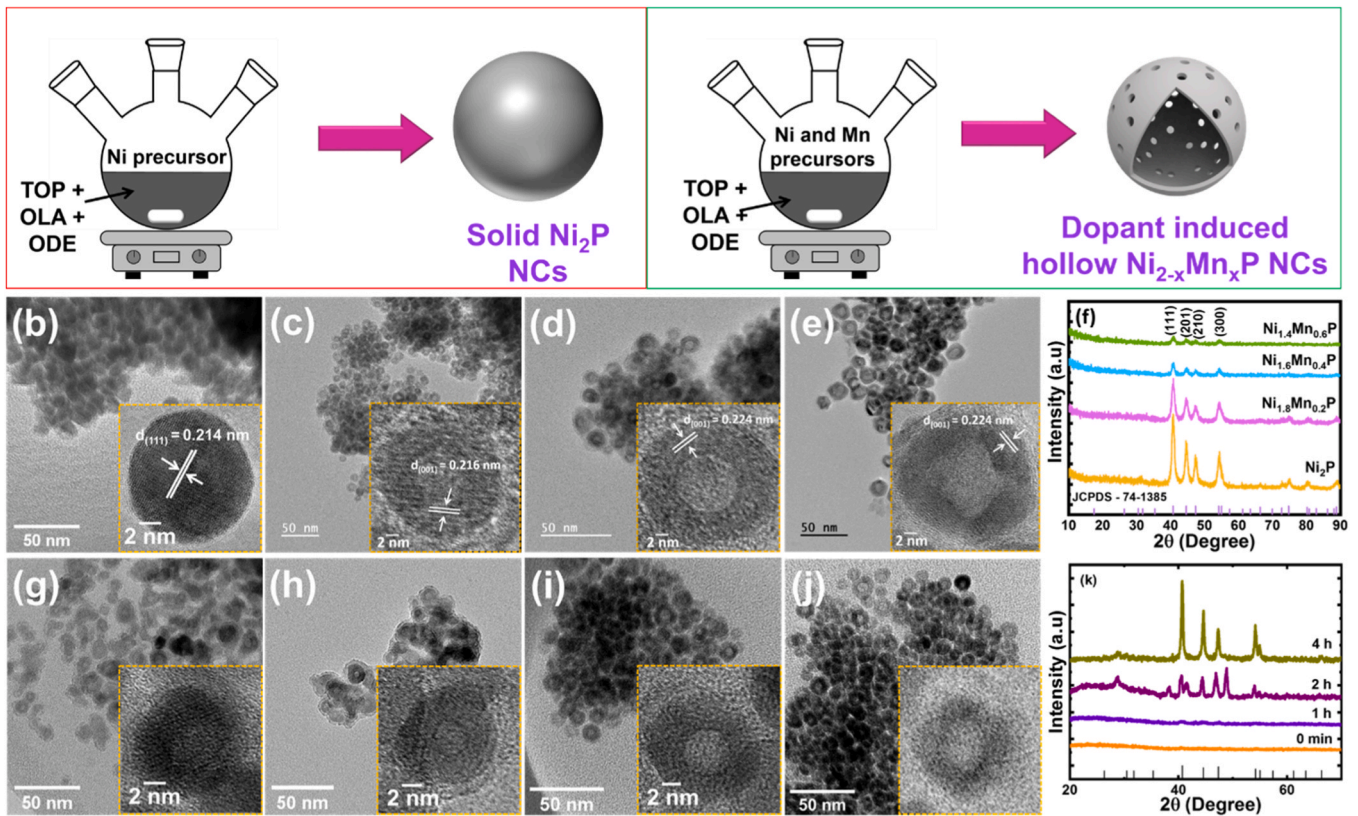 Ni precursor
TOP +
OLA +
ODE
Solid Ni₂P
NCs
Ni and Mn
precursors
TOP +
OLA +
ODE
Dopant induced
hollow Ni₂₋ₓMnₓP NCs
(b)
d₍₁₁₁₎ = 0.214 nm
50 nm
2 nm
(c)
d₍₀₀₁₎ = 0.216 nm
50 nm
2 nm
(d)
d₍₀₀₁₎ = 0.224 nm
50 nm
2 nm
(e)
d₍₀₀₁₎ = 0.224 nm
50 nm
2 nm
(f)
(111)
(201)
(210)
(300)
Ni₁.₄Mn₀.₆P
Ni₁.₆Mn₀.₄P
Ni₁.₈Mn₀.₂P
Ni₂P
JCPDS - 74-1385
Intensity (a.u)
10 20 30 40 50 60 70 80 90
2θ (Degree)
(g)
50 nm
2 nm
(h)
50 nm
2 nm
(i)
50 nm
2 nm
(j)
50 nm
2 nm
(k)
4 h
2 h
1 h
0 min
Intensity (a.u)
20 40 60
2θ (Degree)